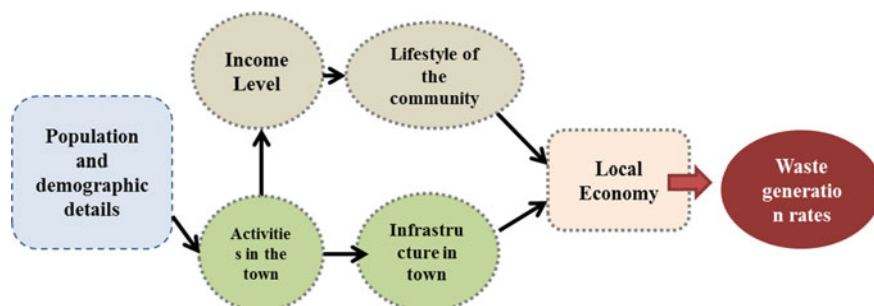 Population
and
demographic
details
Income
Level
Lifestyle of
the
community
Activitie
s in the
town
Infrastru
cture in
town
Local
Economy
Waste
generatio
n rates